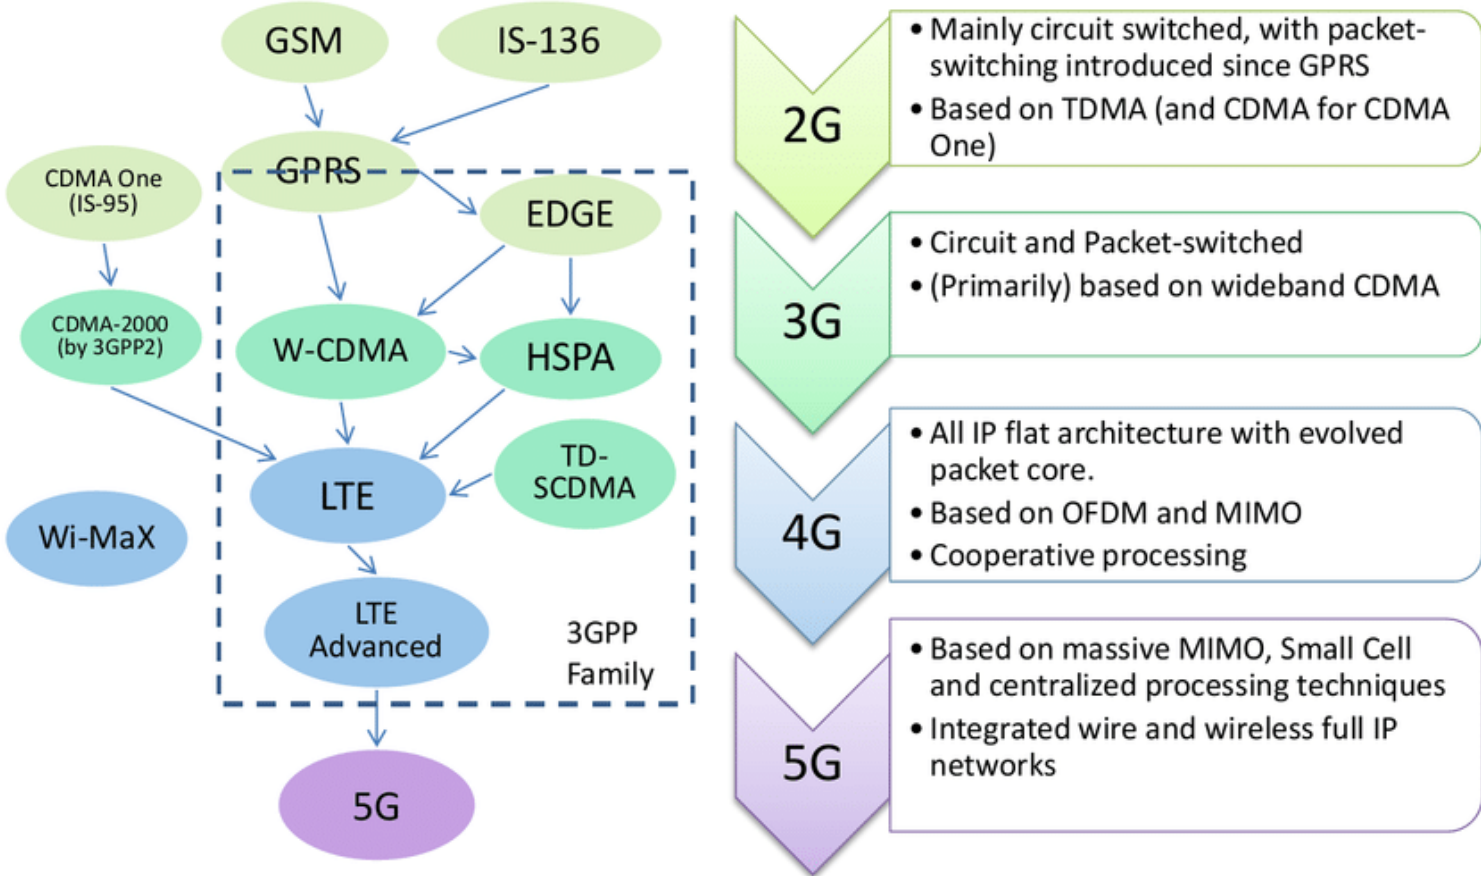 GSM
IS-136
GPRS
CDMA One
(IS-95)
EDGE
CDMA-2000
(by 3GPP2)
W-CDMA
HSPA
TD-
SCDMA
LTE
Wi-MaX
LTE
Advanced
3GPP
Family
5G
2G
• Mainly circuit switched, with packet-
switching introduced since GPRS
• Based on TDMA (and CDMA for CDMA
One)
3G
• Circuit and Packet-switched
• (Primarily) based on wideband CDMA
4G
• All IP flat architecture with evolved
packet core.
• Based on OFDM and MIMO
• Cooperative processing
5G
• Based on massive MIMO, Small Cell
and centralized processing techniques
• Integrated wire and wireless full IP
networks